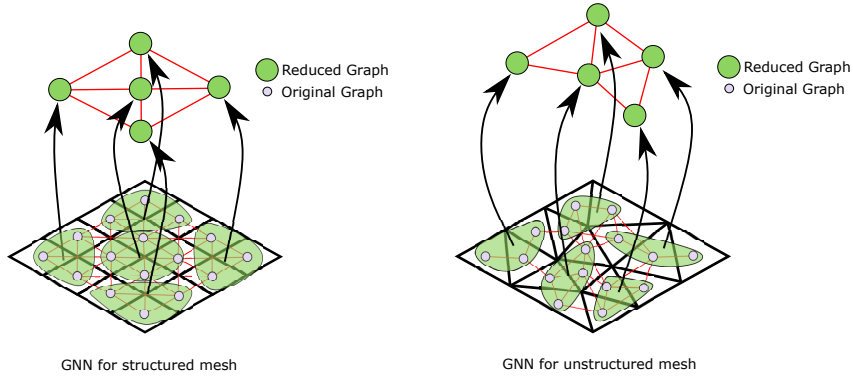 Reduced Graph
Original Graph
Reduced Graph
Original Graph
GNN for structured mesh
GNN for unstructured mesh